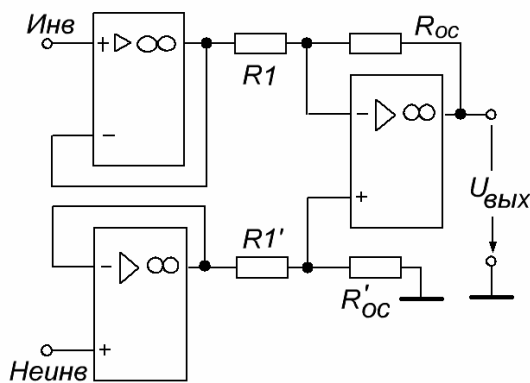 Инв
+ ▷ ∞
−
R1
Rос
− ▷ ∞
+
Uвых
− ▷ ∞
+
R1'
R'ос
Неинв